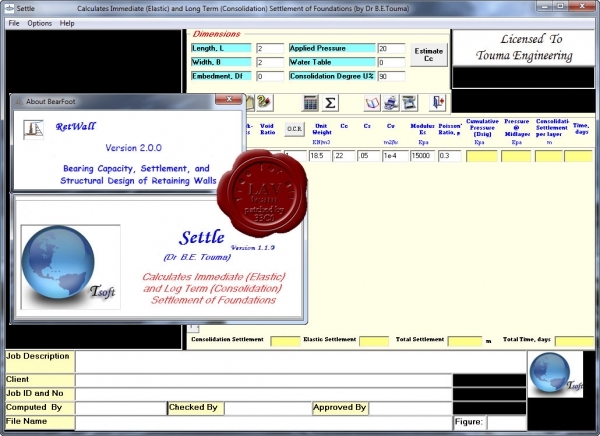 Settle
Calculates Immediate (Elastic) and Long Term (Consolidation) Settlement of Foundations (by Dr B.E.Touma)
File Options Help
Dimensions
Length, L 2 Applied Pressure 20
Width, B 2 Water Table 0
Embedment, Df 0 Consolidation Degree U% 90
Estimate
Cc
Licensed To
Touma Engineering
About BearFoot
RetWall
Version 2.0.0
Bearing Capacity, Settlement, and
Structural Design of Retaining Walls
Void
Ratio
O.C.R.
Unit
Weight
KN/m3
Cc
Cs
Cv
m2/hr
Modulus
Es
Kpa
Poisson'
Ratio, µ
Cumulative
Pressure (Dsig)
Kpa
Pressure
@
Midlayer
Kpa
Consolidati-
Settlement
per layer
m
Time,
days
18.5 .22 .05 1e-4 15000 0.3
LAV
team
patched by
Settle
Version 1.1.9
(Dr B.E. Touma)
Calculates Immediate (Elastic)
and Log Term (Consolidation)
Settlement of Foundations
Tsoft
Consolidation Settlement Elastic Settlement Total Settlement m Total Time, days
Job Description
Client
Job ID and No
Computed By Checked By Approved By
File Name Figure:
Tsoft